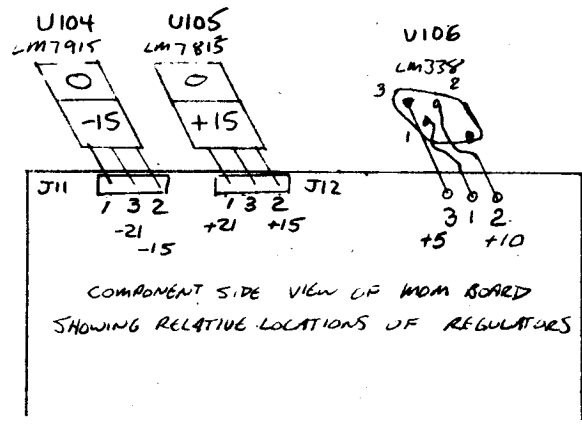 U104 U105 U106
LM7915 LM7815 LM338
3 2
-15 +15 1
J11 J12
1 3 2 1 3 2 3 1 2
-21 +21 +15 +5 +10
-15
COMPONENT SIDE VIEW OF MOM BOARD
SHOWING RELATIVE LOCATIONS OF REGULATORS